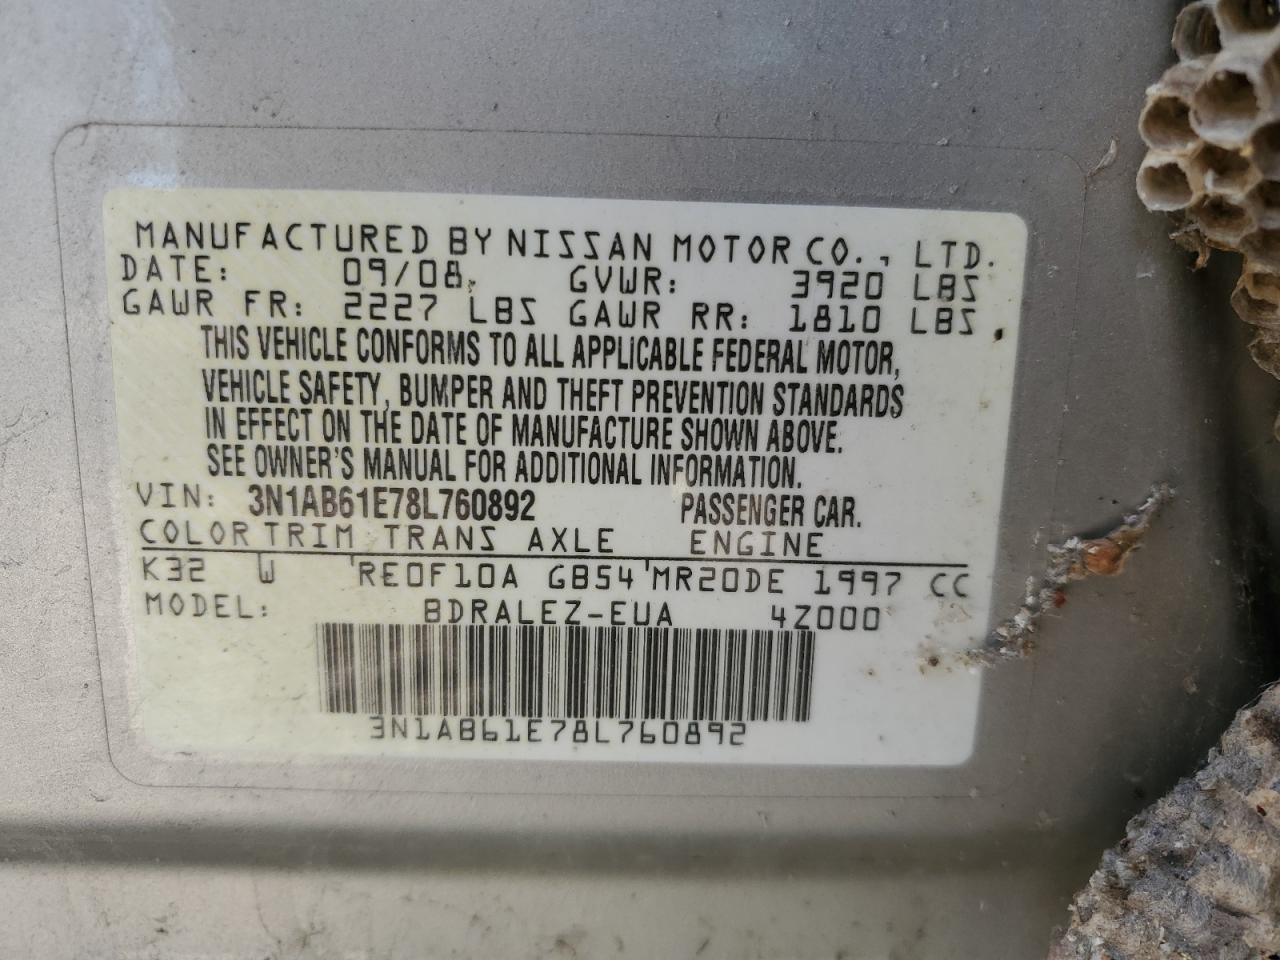 MANUFACTURED BY NISSAN MOTOR CO., LTD.
DATE: 09/08 GVWR: 3920 LBS
GAWR FR: 2227 LBS GAWR RR: 1810 LBS
THIS VEHICLE CONFORMS TO ALL APPLICABLE FEDERAL MOTOR,
VEHICLE SAFETY, BUMPER AND THEFT PREVENTION STANDARDS
IN EFFECT ON THE DATE OF MANUFACTURE SHOWN ABOVE.
SEE OWNER'S MANUAL FOR ADDITIONAL INFORMATION.
VIN: 3N1AB61E78L760892 PASSENGER CAR.
COLOR TRIM TRANS AXLE ENGINE
K32 W RE0F10A GB54 MR20DE 1997 CC
MODEL: BDRALEZ-EUA 4Z000
3N1AB61E78L760892